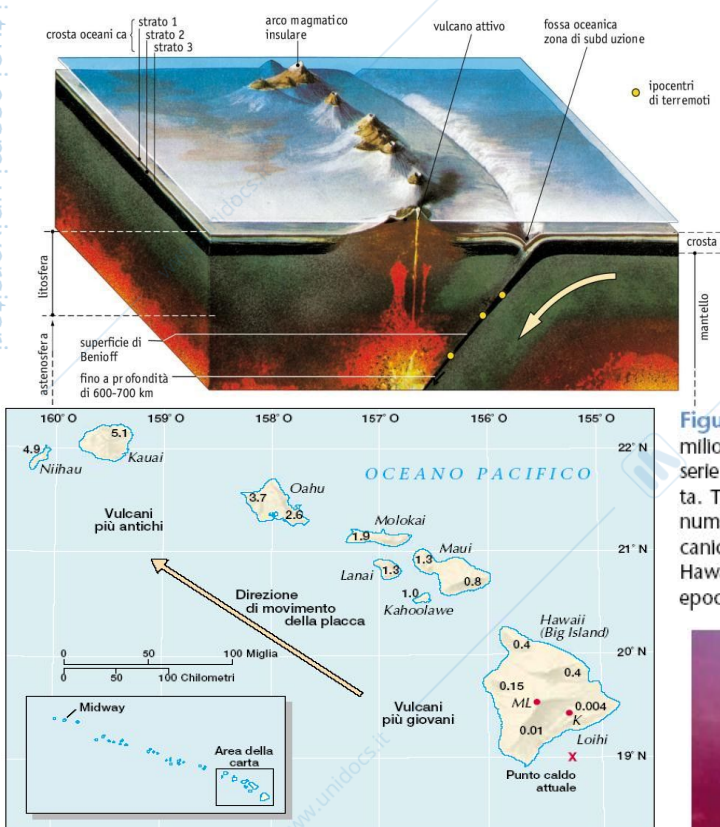 strato 1
crosta oceani ca
strato 2
strato 3
arco magmatico
insulare
vulcano attivo
fossa oceanica
zona di subd uzione
ipocentri
di terremoti
crosta
litosfera
mantello
astenosfera
superficie di
Benioff
fino a pr ofondità
di 600-700 km
160° O
159° O
158° O
157° O
156° O
155° O
22° N
21° N
20° N
19° N
4.9
Niihau
5.1
Kauai
OCEANO PACIFICO
3.7
Oahu
2.6
Vulcani
più antichi
1.9
Molokai
1.3
Maui
0.8
Lanai
1.3
1.0
Kahoolawe
Direzione
di movimento
della placca
0 50 100 Miglia
0 50 100 Chilometri
Vulcani
più giovani
Hawaii
(Big Island)
0.4
0.4
0.15
ML
0.004
K
0.01
Loihi
X
Punto caldo
attuale
Midway
Area della
carta
Figu
milio
serie
ta. T
num
canic
Hawa
epoc
www.unidocs.it